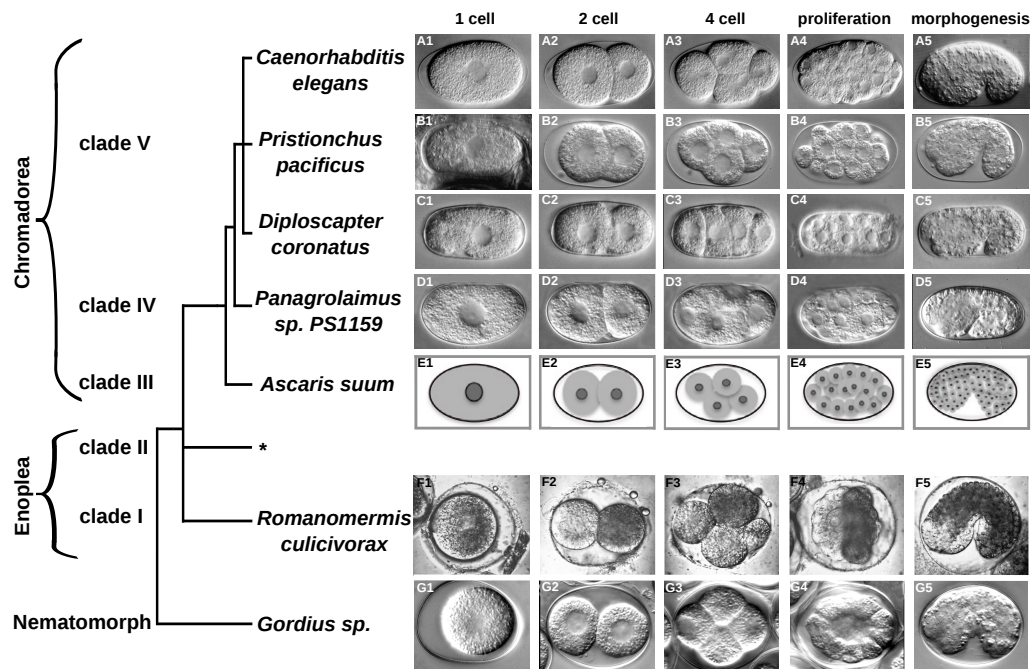 1 cell 2 cell 4 cell proliferation morphogenesis
A1 A2 A3 A4 A5
Caenorhabditis
elegans
B1 B2 B3 B4 B5
clade V
Pristionchus
pacificus
C1 C2 C3 C4 C5
Chromadorea
Diploscapter
coronatus
D1 D2 D3 D4 D5
clade IV
Panagrolaimus
sp. PS1159
E1 E2 E3 E4 E5
clade III
Ascaris suum
clade II
*
Enoplea
F1 F2 F3 F4 F5
clade I
Romanomermis
culicivorax
G1 G2 G3 G4 G5
Nematomorph
Gordius sp.